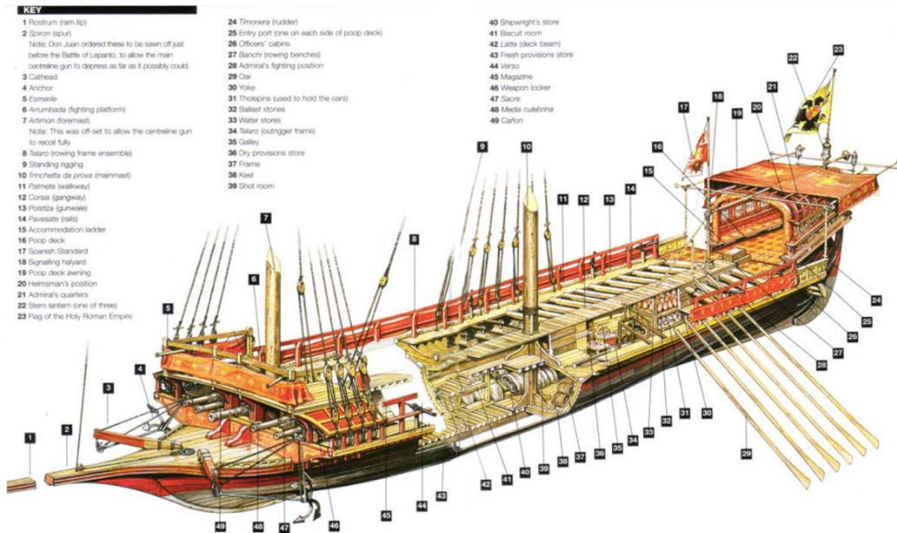 KEY
1 Rostrum (ram tip)
2 Spiron (spur)
Note: Don Juan ordered these to be sawn off just
before the Battle of Lepanto, to allow the main
centreline gun to depress as far as it possibly could.
3 Cathead
4 Anchor
5 Esmerile
6 Arrumbada (fighting platform)
7 Artimon (foremast)
Note: This was off-set to allow the centreline gun
to recoil fully
8 Telaro (rowing frame ensemble)
9 Standing rigging
10 Trinchetta da prova (mainmast)
11 Palmete (walkway)
12 Corsia (gangway)
13 Posticza (gunwale)
14 Pavesate (rails)
15 Accommodation ladder
16 Poop deck
17 Spanish Standard
18 Signalling halyard
19 Poop deck awning
20 Helmsman's position
21 Admiral's quarters
22 Stern lantern (one of three)
23 Flag of the Holy Roman Empire
24 Timonera (rudder)
25 Entry port (one on each side of poop deck)
26 Officers' cabins
27 Banchi (rowing benches)
28 Admiral's fighting position
29 Oar
30 Yoke
31 Tholepins (used to hold the oars)
32 Ballast stones
33 Water stores
34 Telaro (outrigger frame)
35 Galley
36 Dry provisions store
37 Frame
38 Keel
39 Shot room
40 Shipwright's store
41 Biscuit room
42 Latte (deck beam)
43 Fresh provisions store
44 Verso
45 Magazine
46 Weapon locker
47 Sacre
48 Media culebrina
49 Cañon
22
23
21
20
19
18
17
16
15
9
10
11
12
13
14
7
8
6
5
4
3
2
1
24
25
26
27
28
29
30
31
32
33
34
35
36
37
38
39
40
41
42
43
44
45
46
47
48
49